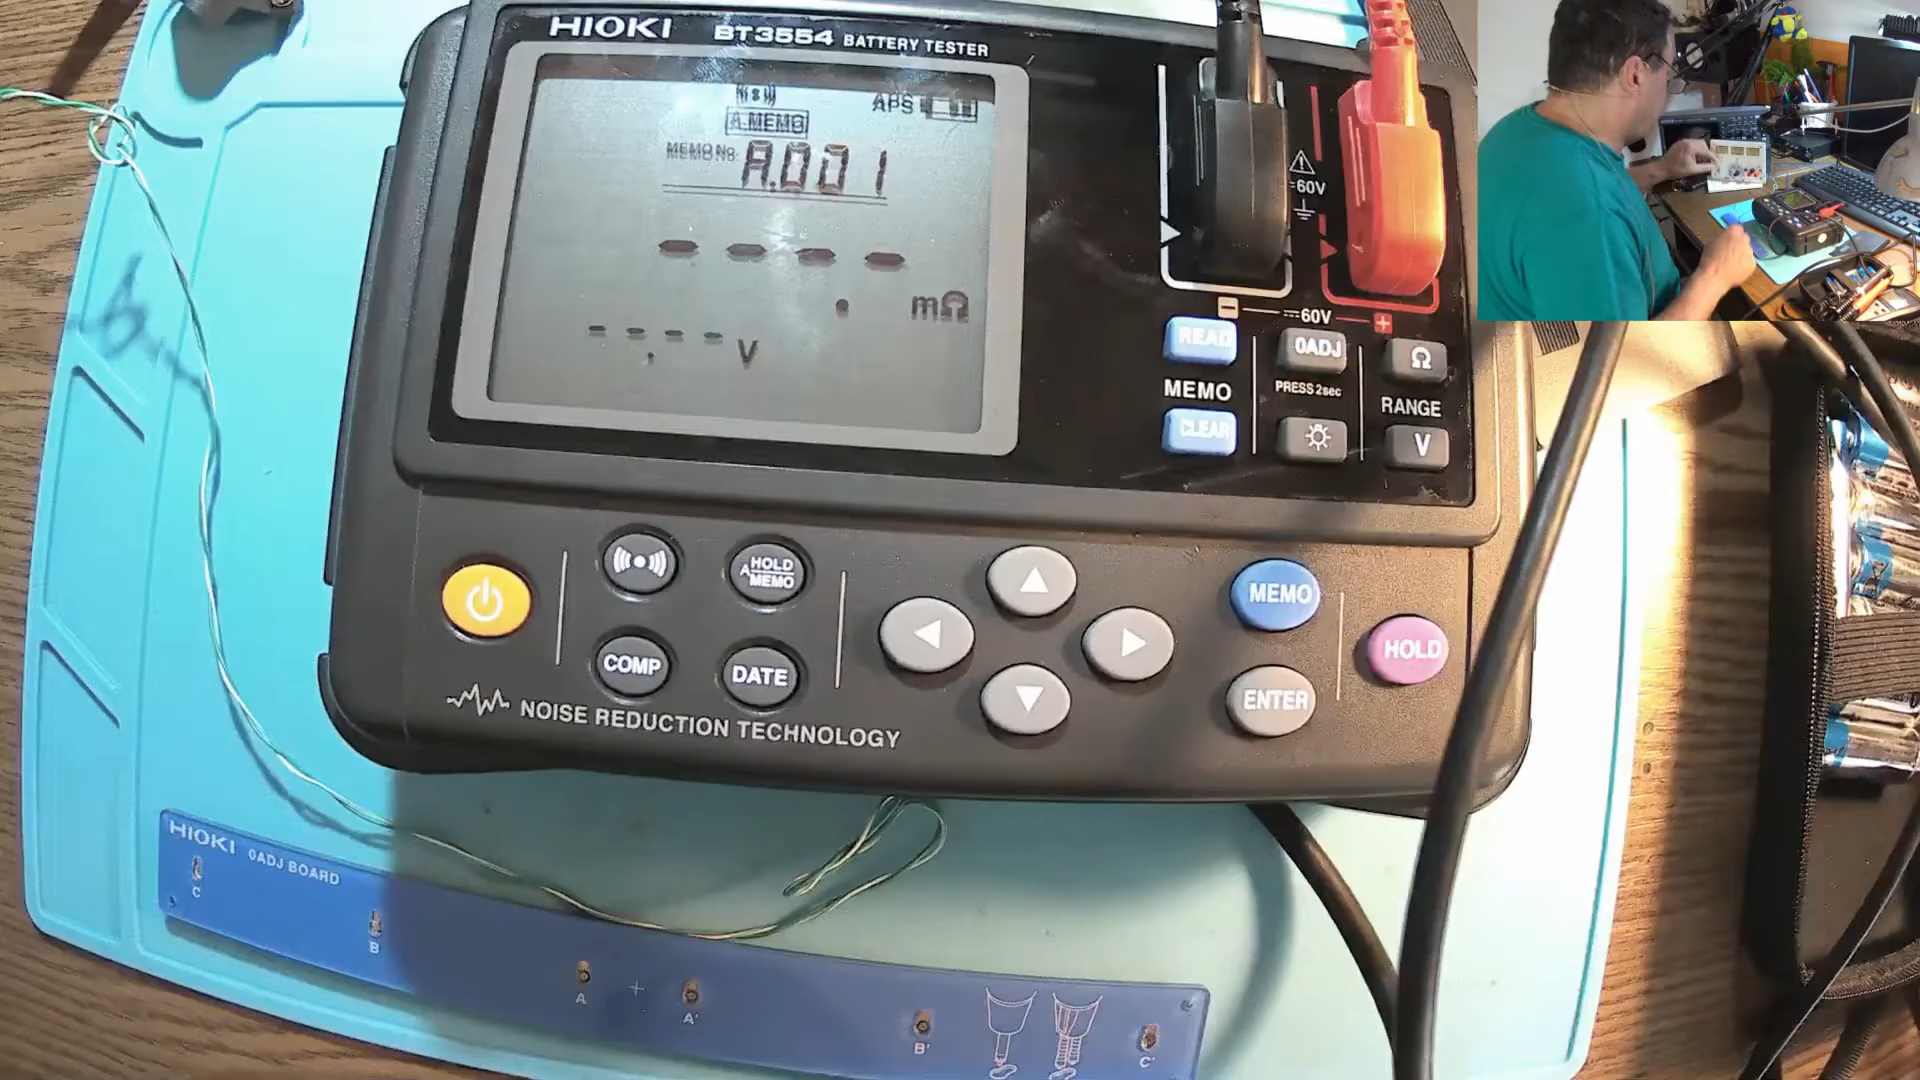 HIOKI BT3554 BATTERY TESTER
APS
A.MEMO
MEMO No. A.001
- - - -. mΩ
-.- - - V
⎓60V
− ⎓60V +
READ
0ADJ
Ω
MEMO
PRESS 2sec
RANGE
CLEAR
V
HOLD
A MEMO
MEMO
COMP
DATE
ENTER
HOLD
NOISE REDUCTION TECHNOLOGY
HIOKI 0ADJ BOARD
C
B
A
A'
B'
C'